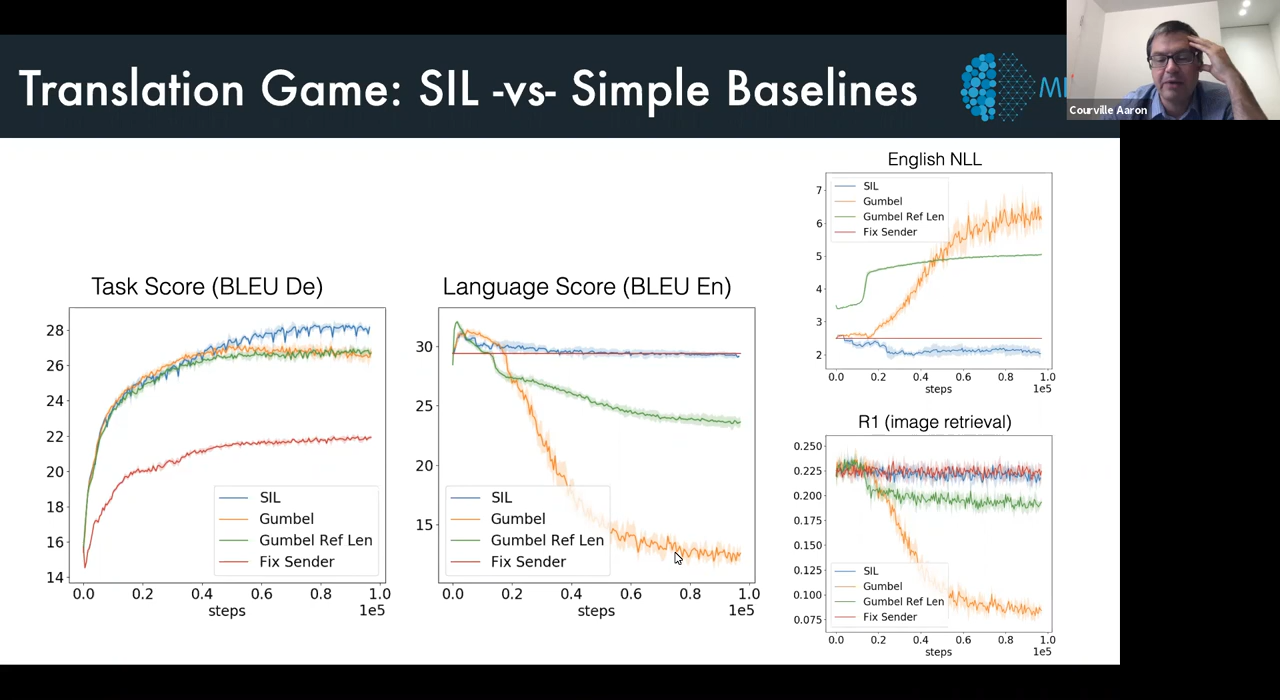 Translation Game: SIL -vs- Simple Baselines
Courville Aaron
Task Score (BLEU De)
28
26
24
22
20
18
16
14
SIL
Gumbel
Gumbel Ref Len
Fix Sender
0.0 0.2 0.4 0.6 0.8 1.0
steps 1e5
Language Score (BLEU En)
30
25
20
15
SIL
Gumbel
Gumbel Ref Len
Fix Sender
0.0 0.2 0.4 0.6 0.8 1.0
steps 1e5
English NLL
7
6
5
4
3
2
SIL
Gumbel
Gumbel Ref Len
Fix Sender
0.0 0.2 0.4 0.6 0.8 1.0
steps 1e5
R1 (image retrieval)
0.250
0.225
0.200
0.175
0.150
0.125
0.100
0.075
SIL
Gumbel
Gumbel Ref Len
Fix Sender
0.0 0.2 0.4 0.6 0.8 1.0
steps 1e5